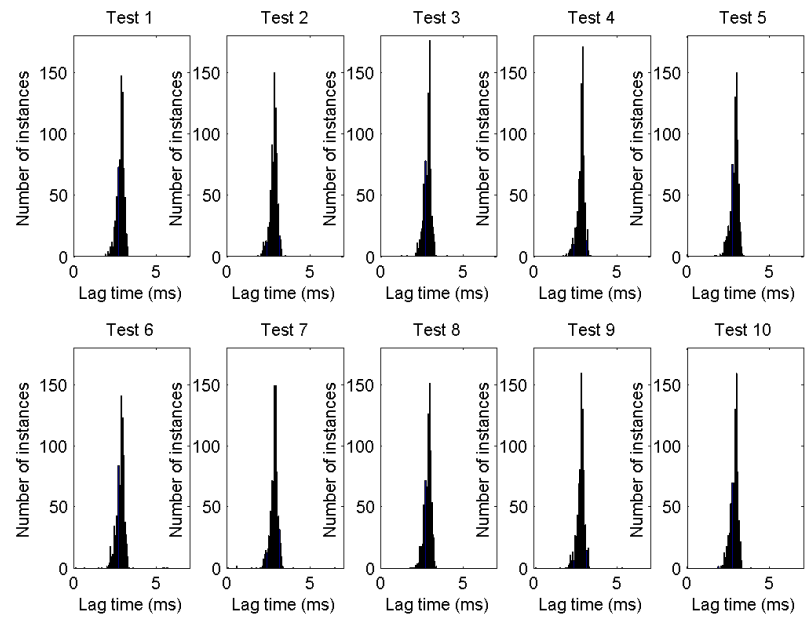 Test 1 Test 2 Test 3 Test 4 Test 5
Number of instances Number of instances Number of instances Number of instances Number of instances
150 150 150 150 150
100 100 100 100 100
50 50 50 50 50
0 0 0 0 0
0 5 0 5 0 5 0 5 0 5
Lag time (ms) Lag time (ms) Lag time (ms) Lag time (ms) Lag time (ms)
Test 6 Test 7 Test 8 Test 9 Test 10
Number of instances Number of instances Number of instances Number of instances Number of instances
150 150 150 150 150
100 100 100 100 100
50 50 50 50 50
0 0 0 0 0
0 5 0 5 0 5 0 5 0 5
Lag time (ms) Lag time (ms) Lag time (ms) Lag time (ms) Lag time (ms)